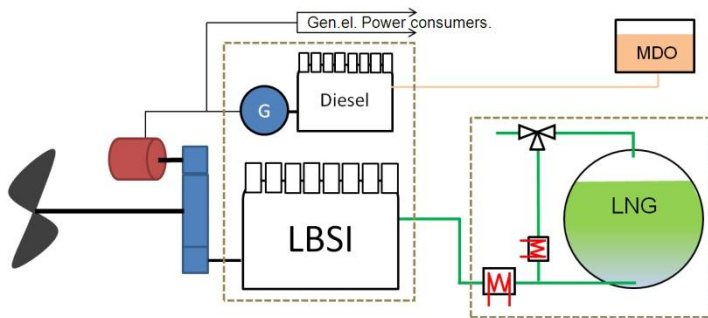 Gen.el. Power consumers.
MDO
G
Diesel
LNG
LBSI